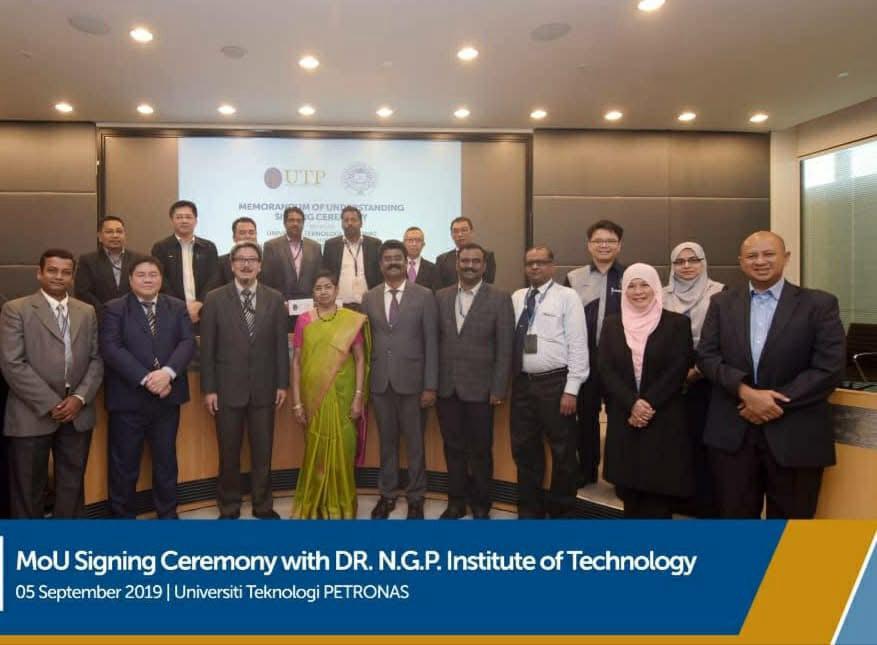 UTP
MEMORANDUM OF UNDERSTANDING
SIGNING CEREMONY
MoU Signing Ceremony with DR. N.G.P. Institute of Technology
05 September 2019 | Universiti Teknologi PETRONAS